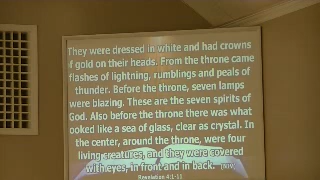 They were dressed in white and had crowns
f gold on their heads. From the throne came
flashes of lightning, rumblings and peals of
thunder. Before the throne, seven lamps
were blazing. These are the seven spirits of
God. Also before the throne there was what
ooked like a sea of glass, clear as crystal. In
the center, around the throne, were four
living creatures, and they were covered
with eyes, in front and in back. (NIV)
Revelation 4:1-11